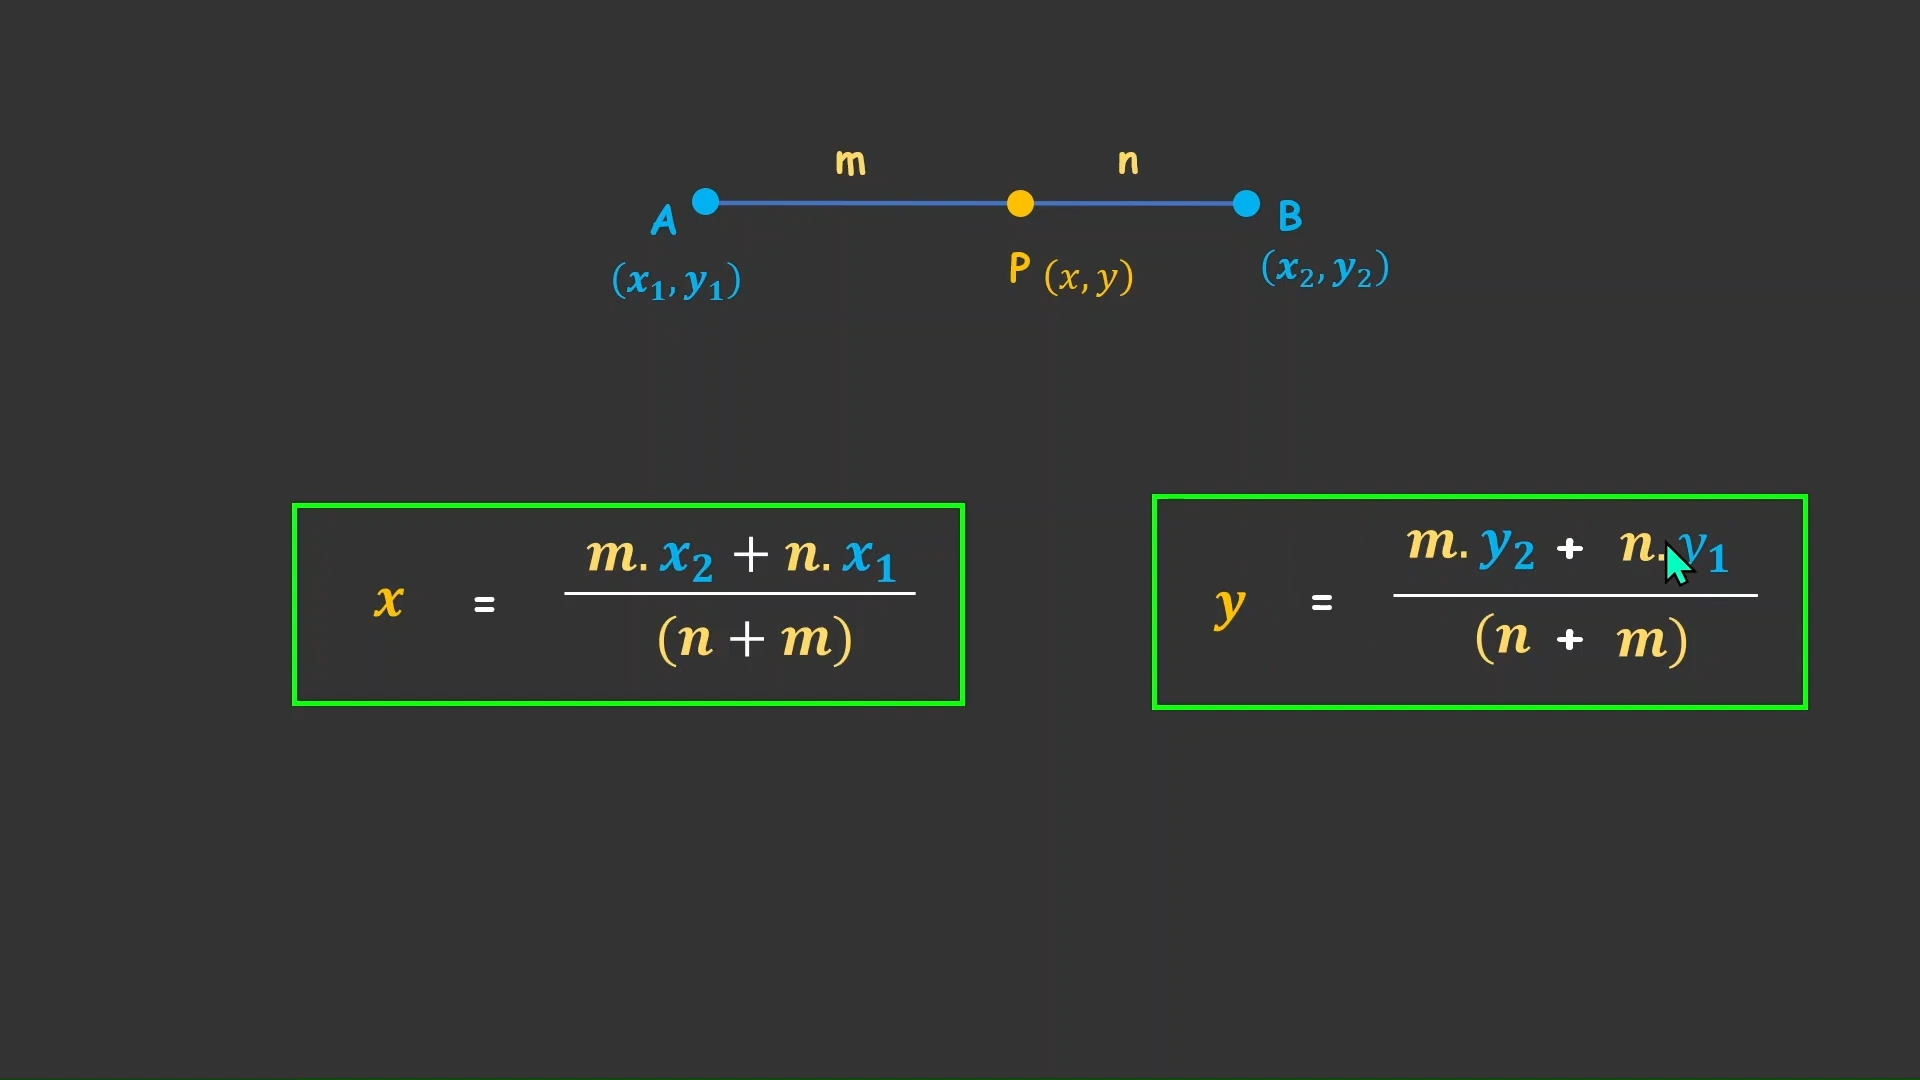 m n
A B
P (x, y) (x₂, y₂)
(x₁, y₁)
m. x₂ + n. x₁
x =
(n + m)
m. y₂ + n. y₁
y =
(n + m)